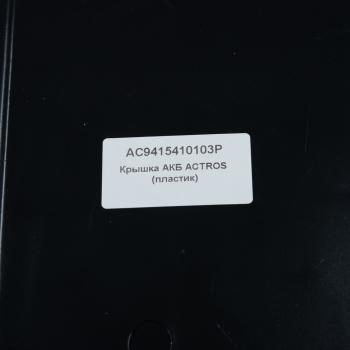 AC9415410103P
Крышка АКБ ACTROS
(пластик)